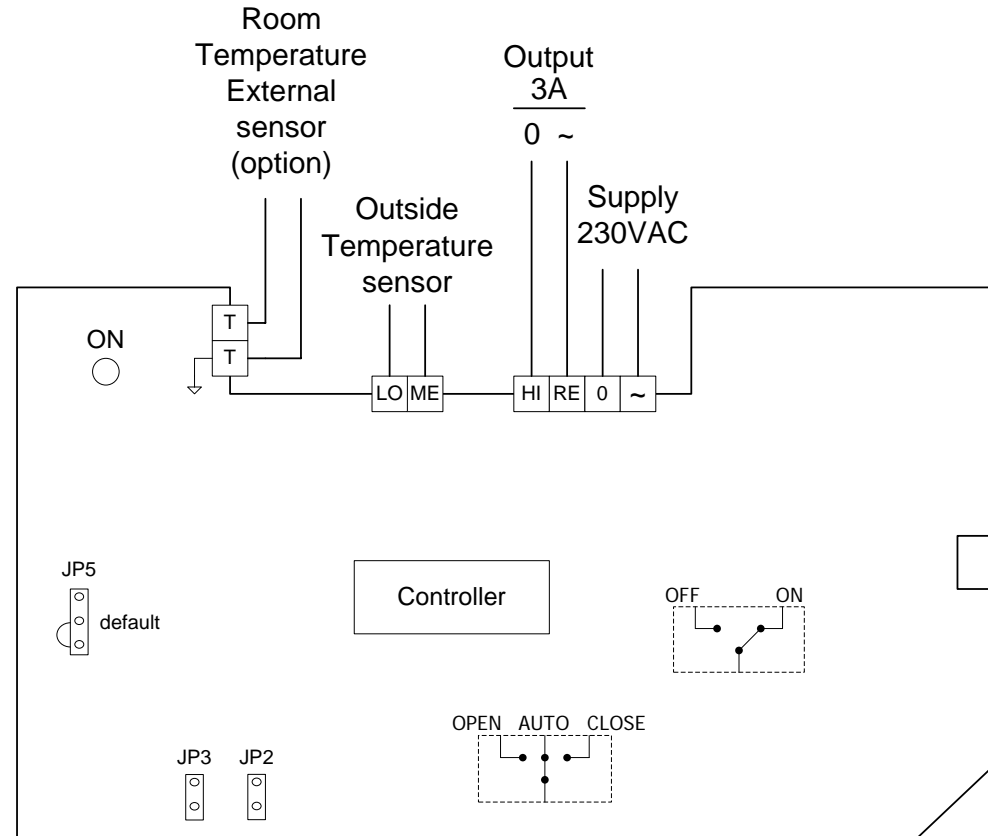 Room
Temperature
External
sensor
(option)
Output
3A
0 ~
Outside
Temperature
sensor
Supply
230VAC
ON
T
T
LO ME
HI RE 0 ~
JP5
default
Controller
OFF ON
OPEN AUTO CLOSE
JP3 JP2